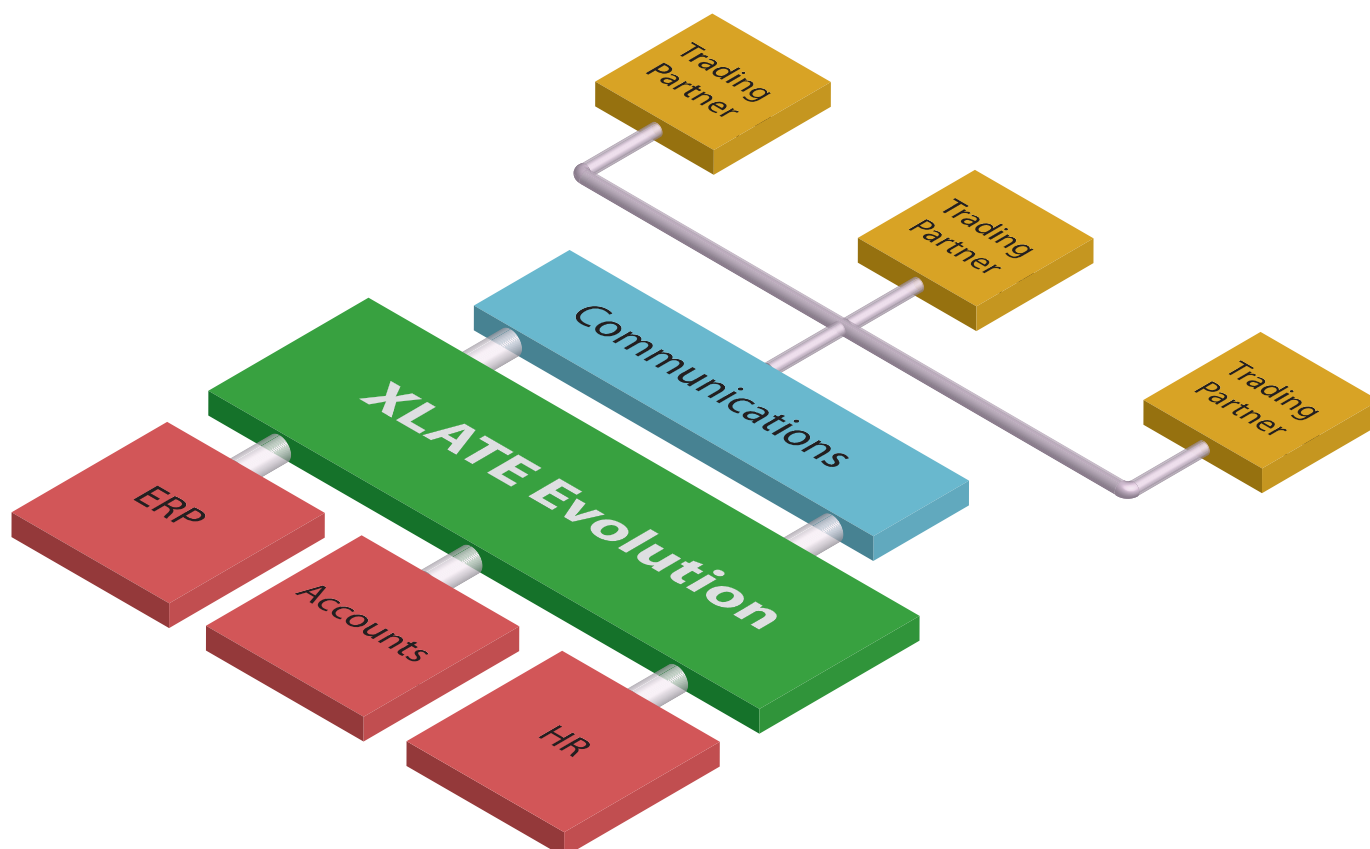 Trading
Partner
Trading
Partner
Trading
Partner
Communications
XLATE Evolution
ERP
Accounts
HR